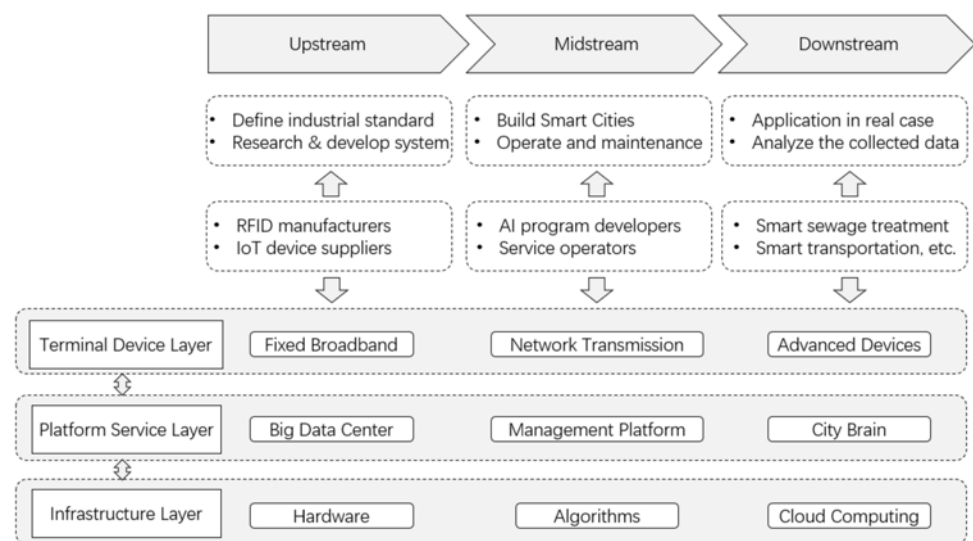 Upstream
Midstream
Downstream
• Define industrial standard
• Research & develop system
• Build Smart Cities
• Operate and maintenance
• Application in real case
• Analyze the collected data
• RFID manufacturers
• IoT device suppliers
• AI program developers
• Service operators
• Smart sewage treatment
• Smart transportation, etc.
Terminal Device Layer
Fixed Broadband
Network Transmission
Advanced Devices
Platform Service Layer
Big Data Center
Management Platform
City Brain
Infrastructure Layer
Hardware
Algorithms
Cloud Computing